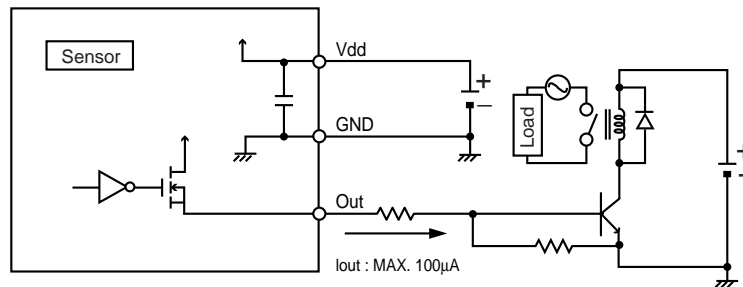 Sensor
Vdd
+
−
GND
Load
+
−
Out
Iout : MAX. 100µA